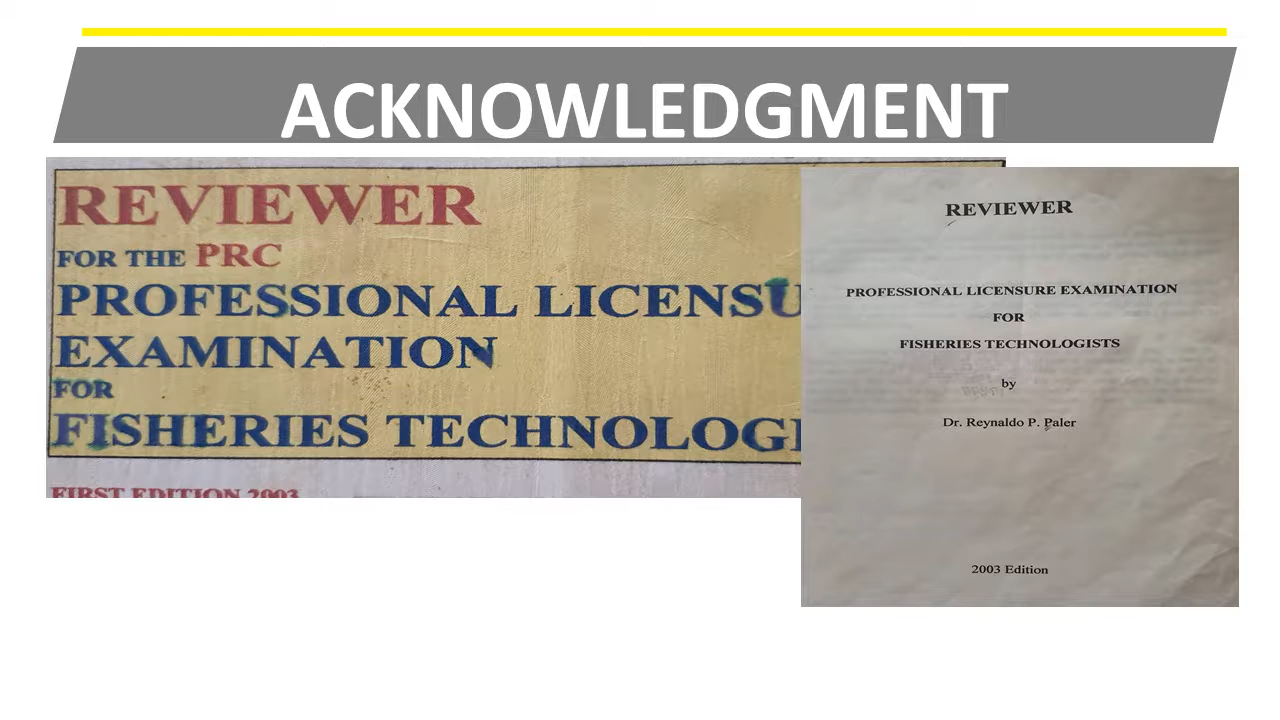 ACKNOWLEDGMENT
REVIEWER
FOR THE PRC
PROFESSIONAL LICENSU
EXAMINATION
FOR
FISHERIES TECHNOLOGI
FIRST EDITION 2003
REVIEWER
PROFESSIONAL LICENSURE EXAMINATION
FOR
FISHERIES TECHNOLOGISTS
by
Dr. Reynaldo P. Paler
2003 Edition